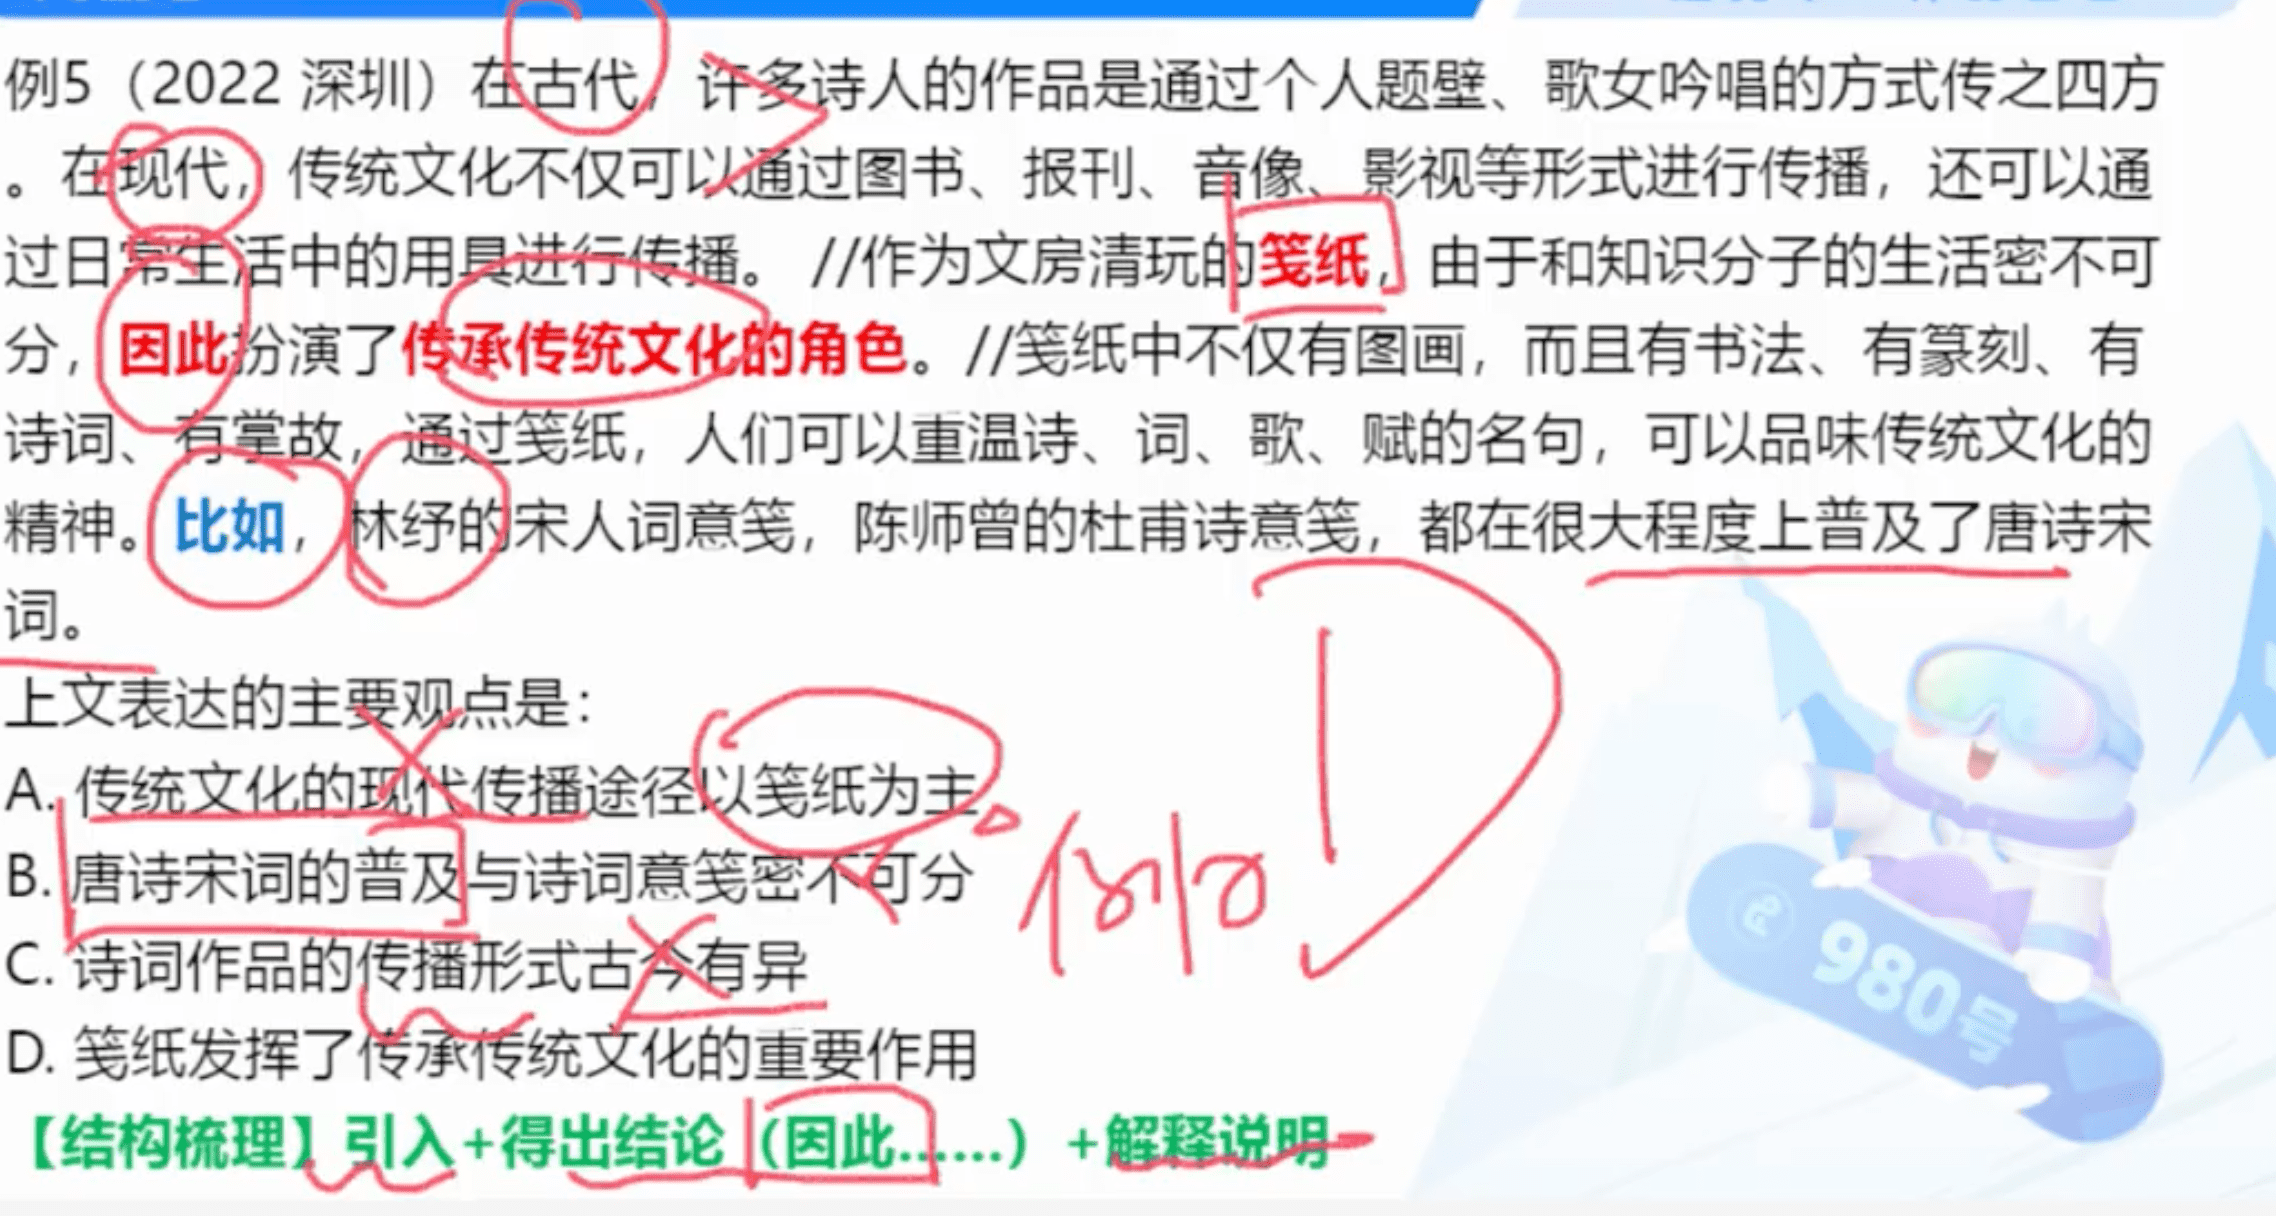 例5（2022 深圳）在古代，许多诗人的作品是通过个人题壁、歌女吟唱的方式传之四方
。在现代，传统文化不仅可以通过图书、报刊、音像、影视等形式进行传播，还可以通
过日常生活中的用具进行传播。 //作为文房清玩的笺纸，由于和知识分子的生活密不可
分，因此扮演了传承传统文化的角色。//笺纸中不仅有图画，而且有书法、有篆刻、有
诗词、有掌故，通过笺纸，人们可以重温诗、词、歌、赋的名句，可以品味传统文化的
精神。比如，林纾的宋人词意笺，陈师曾的杜甫诗意笺，都在很大程度上普及了唐诗宋
词。
上文表达的主要观点是：
A. 传统文化的现代传播途径以笺纸为主
B. 唐诗宋词的普及与诗词意笺密不可分
C. 诗词作品的传播形式古今有异
D. 笺纸发挥了传承传统文化的重要作用
【结构梳理】引入+得出结论（因此......）+解释说明
D
980号